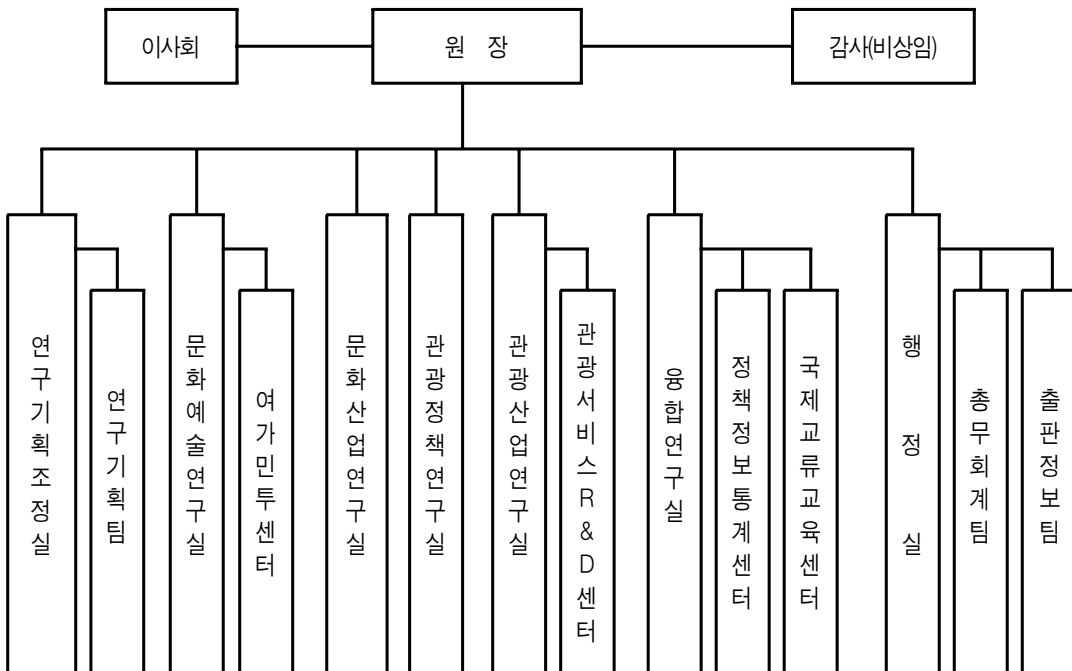 이사회
원 장
감사(비상임)
연구기획조정실
연구기획팀
문화예술연구실
여가민투센터
문화산업연구실
관광정책연구실
관광산업연구실
관광서비스R&D센터
융합연구실
정책정보통계센터
국제교류교육센터
행정실
총무회계팀
출판정보팀